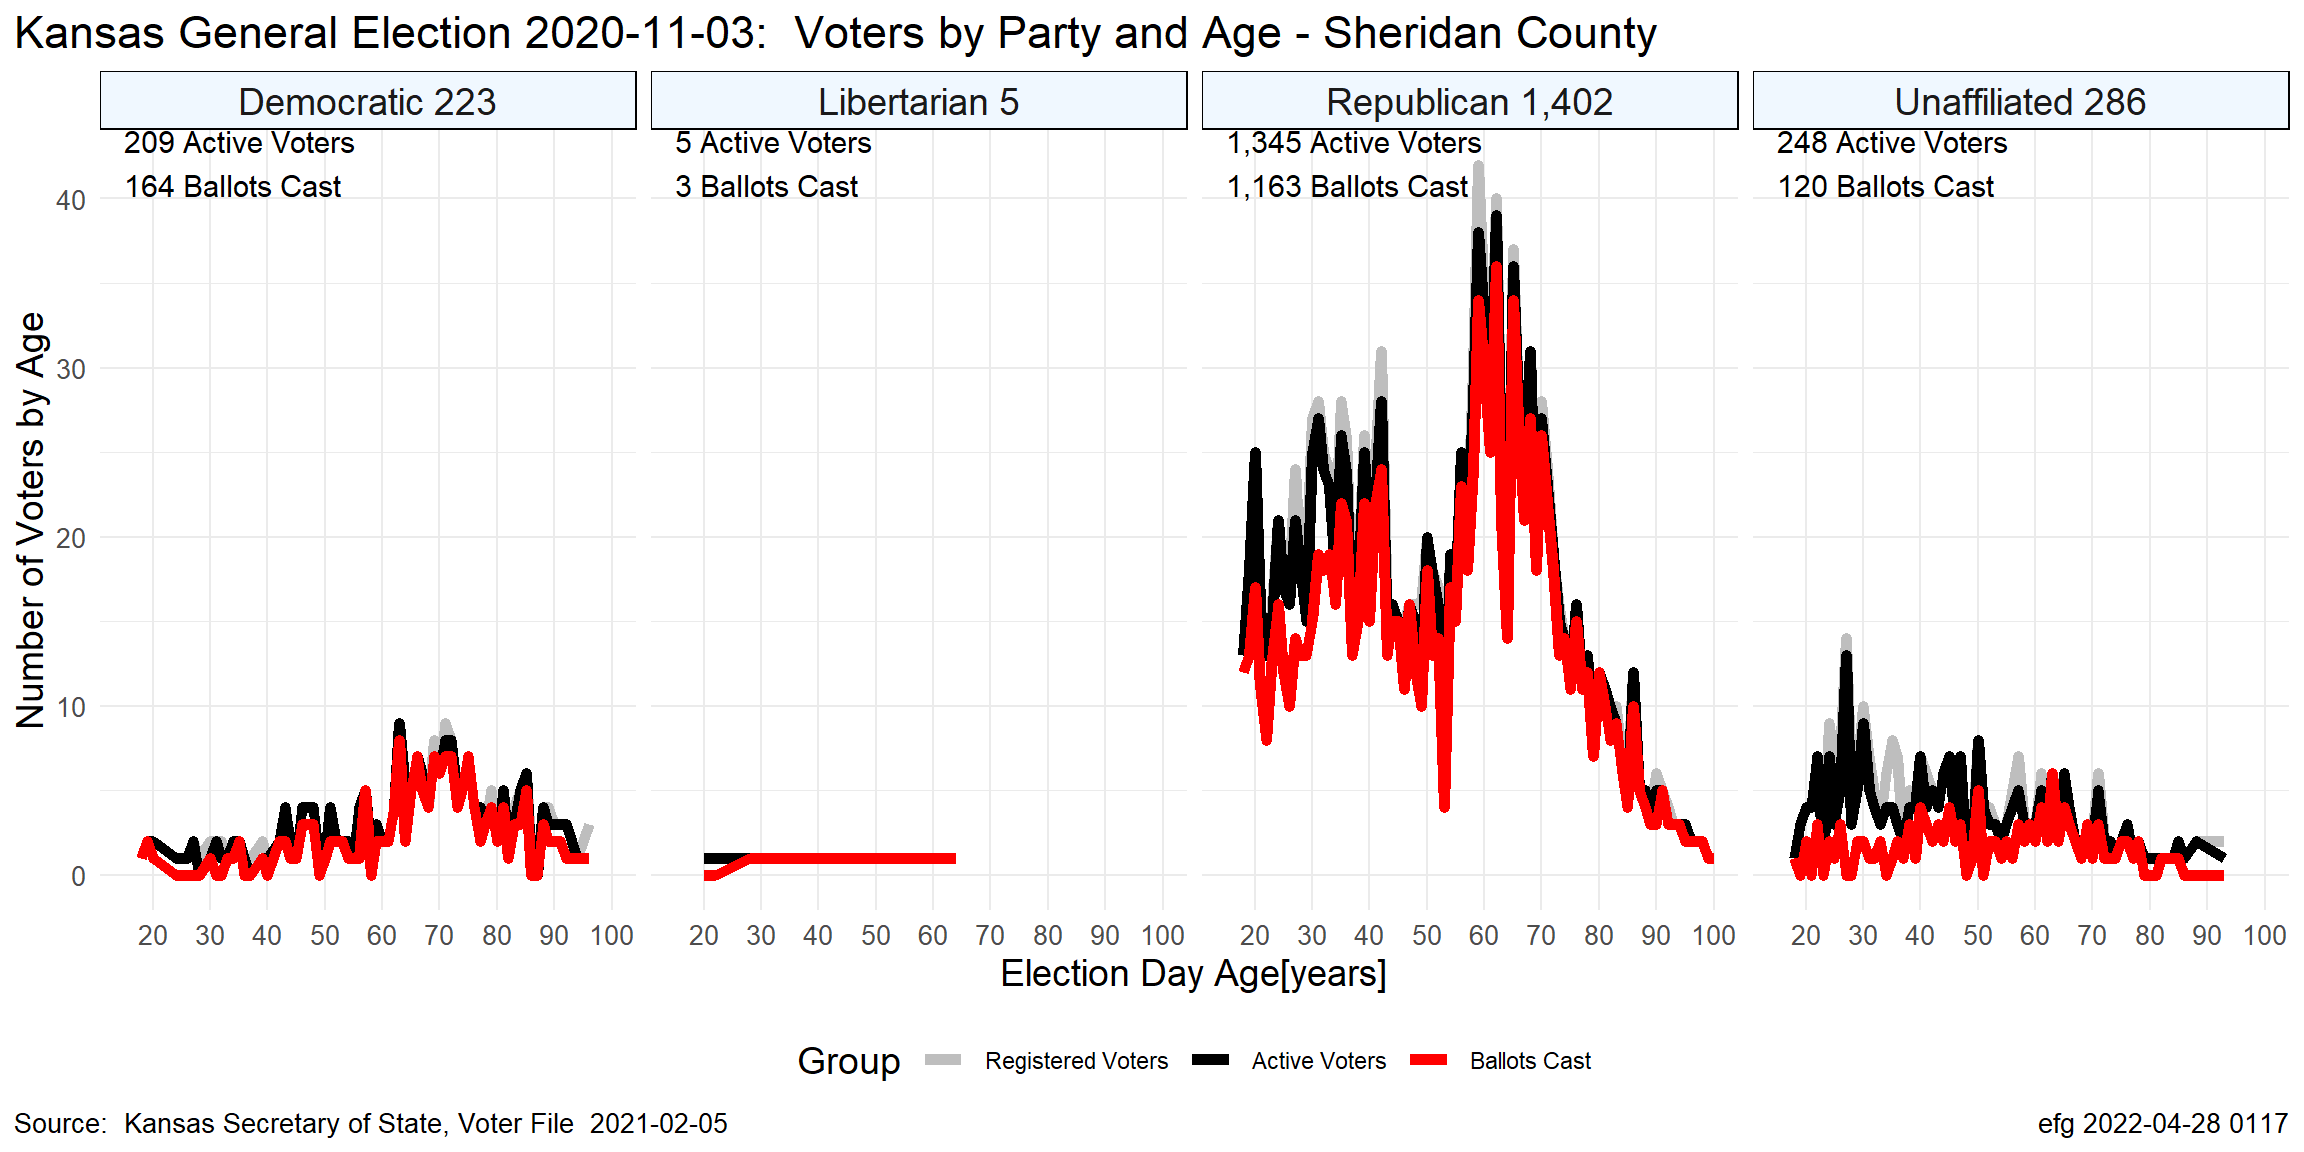 Kansas General Election 2020-11-03:  Voters by Party and Age - Sheridan County
Democratic 223
Libertarian 5
Republican 1,402
Unaffiliated 286
209 Active Voters
164 Ballots Cast
5 Active Voters
3 Ballots Cast
1,345 Active Voters
1,163 Ballots Cast
248 Active Voters
120 Ballots Cast
Number of Voters by Age
40
30
20
10
0
20 30 40 50 60 70 80 90 100
20 30 40 50 60 70 80 90 100
20 30 40 50 60 70 80 90 100
20 30 40 50 60 70 80 90 100
Election Day Age[years]
Group Registered Voters Active Voters Ballots Cast
Source:  Kansas Secretary of State, Voter File  2021-02-05
efg 2022-04-28 0117